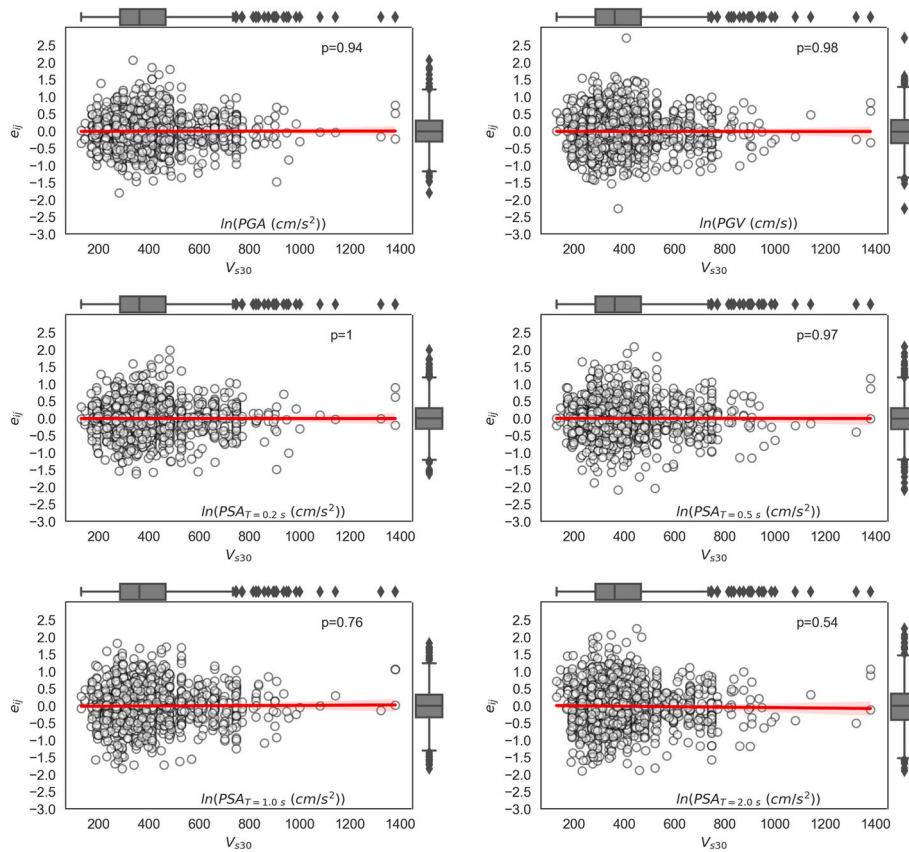 2.5
2.0
1.5
1.0
0.5
0.0
−0.5
−1.0
−1.5
−2.0
−2.5
−3.0
e_ij
p=0.94
ln(PGA (cm/s²))
200 400 600 800 1000 1200 1400
V_s30
2.5
2.0
1.5
1.0
0.5
0.0
−0.5
−1.0
−1.5
−2.0
−2.5
−3.0
e_ij
p=0.98
ln(PGV (cm/s))
200 400 600 800 1000 1200 1400
V_s30
2.5
2.0
1.5
1.0
0.5
0.0
−0.5
−1.0
−1.5
−2.0
−2.5
−3.0
e_ij
p=1
ln(PSA_T=0.2 s (cm/s²))
200 400 600 800 1000 1200 1400
V_s30
2.5
2.0
1.5
1.0
0.5
0.0
−0.5
−1.0
−1.5
−2.0
−2.5
−3.0
e_ij
p=0.97
ln(PSA_T=0.5 s (cm/s²))
200 400 600 800 1000 1200 1400
V_s30
2.5
2.0
1.5
1.0
0.5
0.0
−0.5
−1.0
−1.5
−2.0
−2.5
−3.0
e_ij
p=0.76
ln(PSA_T=1.0 s (cm/s²))
200 400 600 800 1000 1200 1400
V_s30
2.5
2.0
1.5
1.0
0.5
0.0
−0.5
−1.0
−1.5
−2.0
−2.5
−3.0
e_ij
p=0.54
ln(PSA_T=2.0 s (cm/s²))
200 400 600 800 1000 1200 1400
V_s30